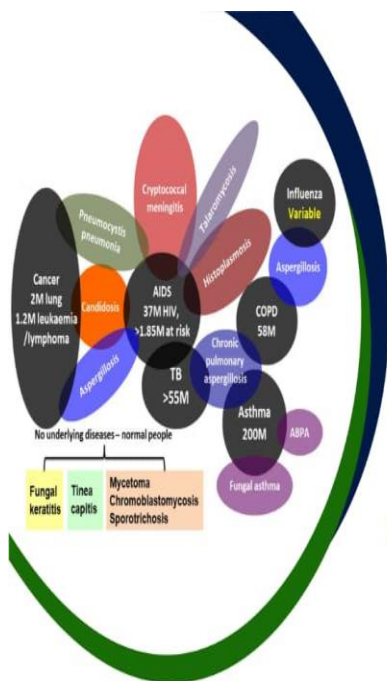 Cryptococcal
meningitis
Talaromycosis
Influenza
Variable
Pneumocystis
pneumonia
Histoplasmosis
Aspergillosis
Cancer
2M lung
1.2M leukaemia
/lymphoma
Candidosis
AIDS
37M HIV,
>1.85M at risk
COPD
58M
Aspergillosis
TB
>55M
Chronic
pulmonary
aspergillosis
Asthma
200M
ABPA
Fungal asthma
No underlying diseases – normal people
Fungal
keratitis
Tinea
capitis
Mycetoma
Chromoblastomycosis
Sporotrichosis